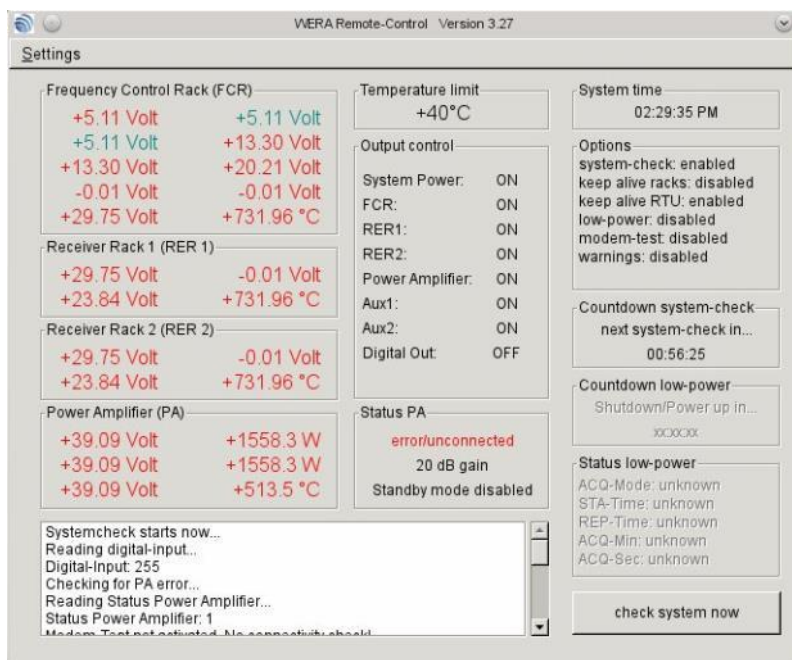 WERA Remote-Control Version 3.27
Settings
Frequency Control Rack (FCR)
+5.11 Volt +5.11 Volt
+5.11 Volt +13.30 Volt
+13.30 Volt +20.21 Volt
-0.01 Volt -0.01 Volt
+29.75 Volt +731.96 °C
Receiver Rack 1 (RER 1)
+29.75 Volt -0.01 Volt
+23.84 Volt +731.96 °C
Receiver Rack 2 (RER 2)
+29.75 Volt -0.01 Volt
+23.84 Volt +731.96 °C
Power Amplifier (PA)
+39.09 Volt +1558.3 W
+39.09 Volt +1558.3 W
+39.09 Volt +513.5 °C
Temperature limit
+40°C
Output control
System Power: ON
FCR: ON
RER1: ON
RER2: ON
Power Amplifier: ON
Aux1: ON
Aux2: ON
Digital Out: OFF
Status PA
error/unconnected
20 dB gain
Standby mode disabled
System time
02:29:35 PM
Options
system-check: enabled
keep alive racks: disabled
keep alive RTU: enabled
low-power: disabled
modem-test: disabled
warnings: disabled
Countdown system-check
next system-check in...
00:56:25
Countdown low-power
Shutdown/Power up in...
xx:xx:xx
Status low-power
ACQ-Mode: unknown
STA-Time: unknown
REP-Time: unknown
ACQ-Min: unknown
ACQ-Sec: unknown
check system now
Systemcheck starts now...
Reading digital-input...
Digital-Input: 255
Checking for PA error...
Reading Status Power Amplifier...
Status Power Amplifier: 1
Modem-Test not activated. No connectivity check!